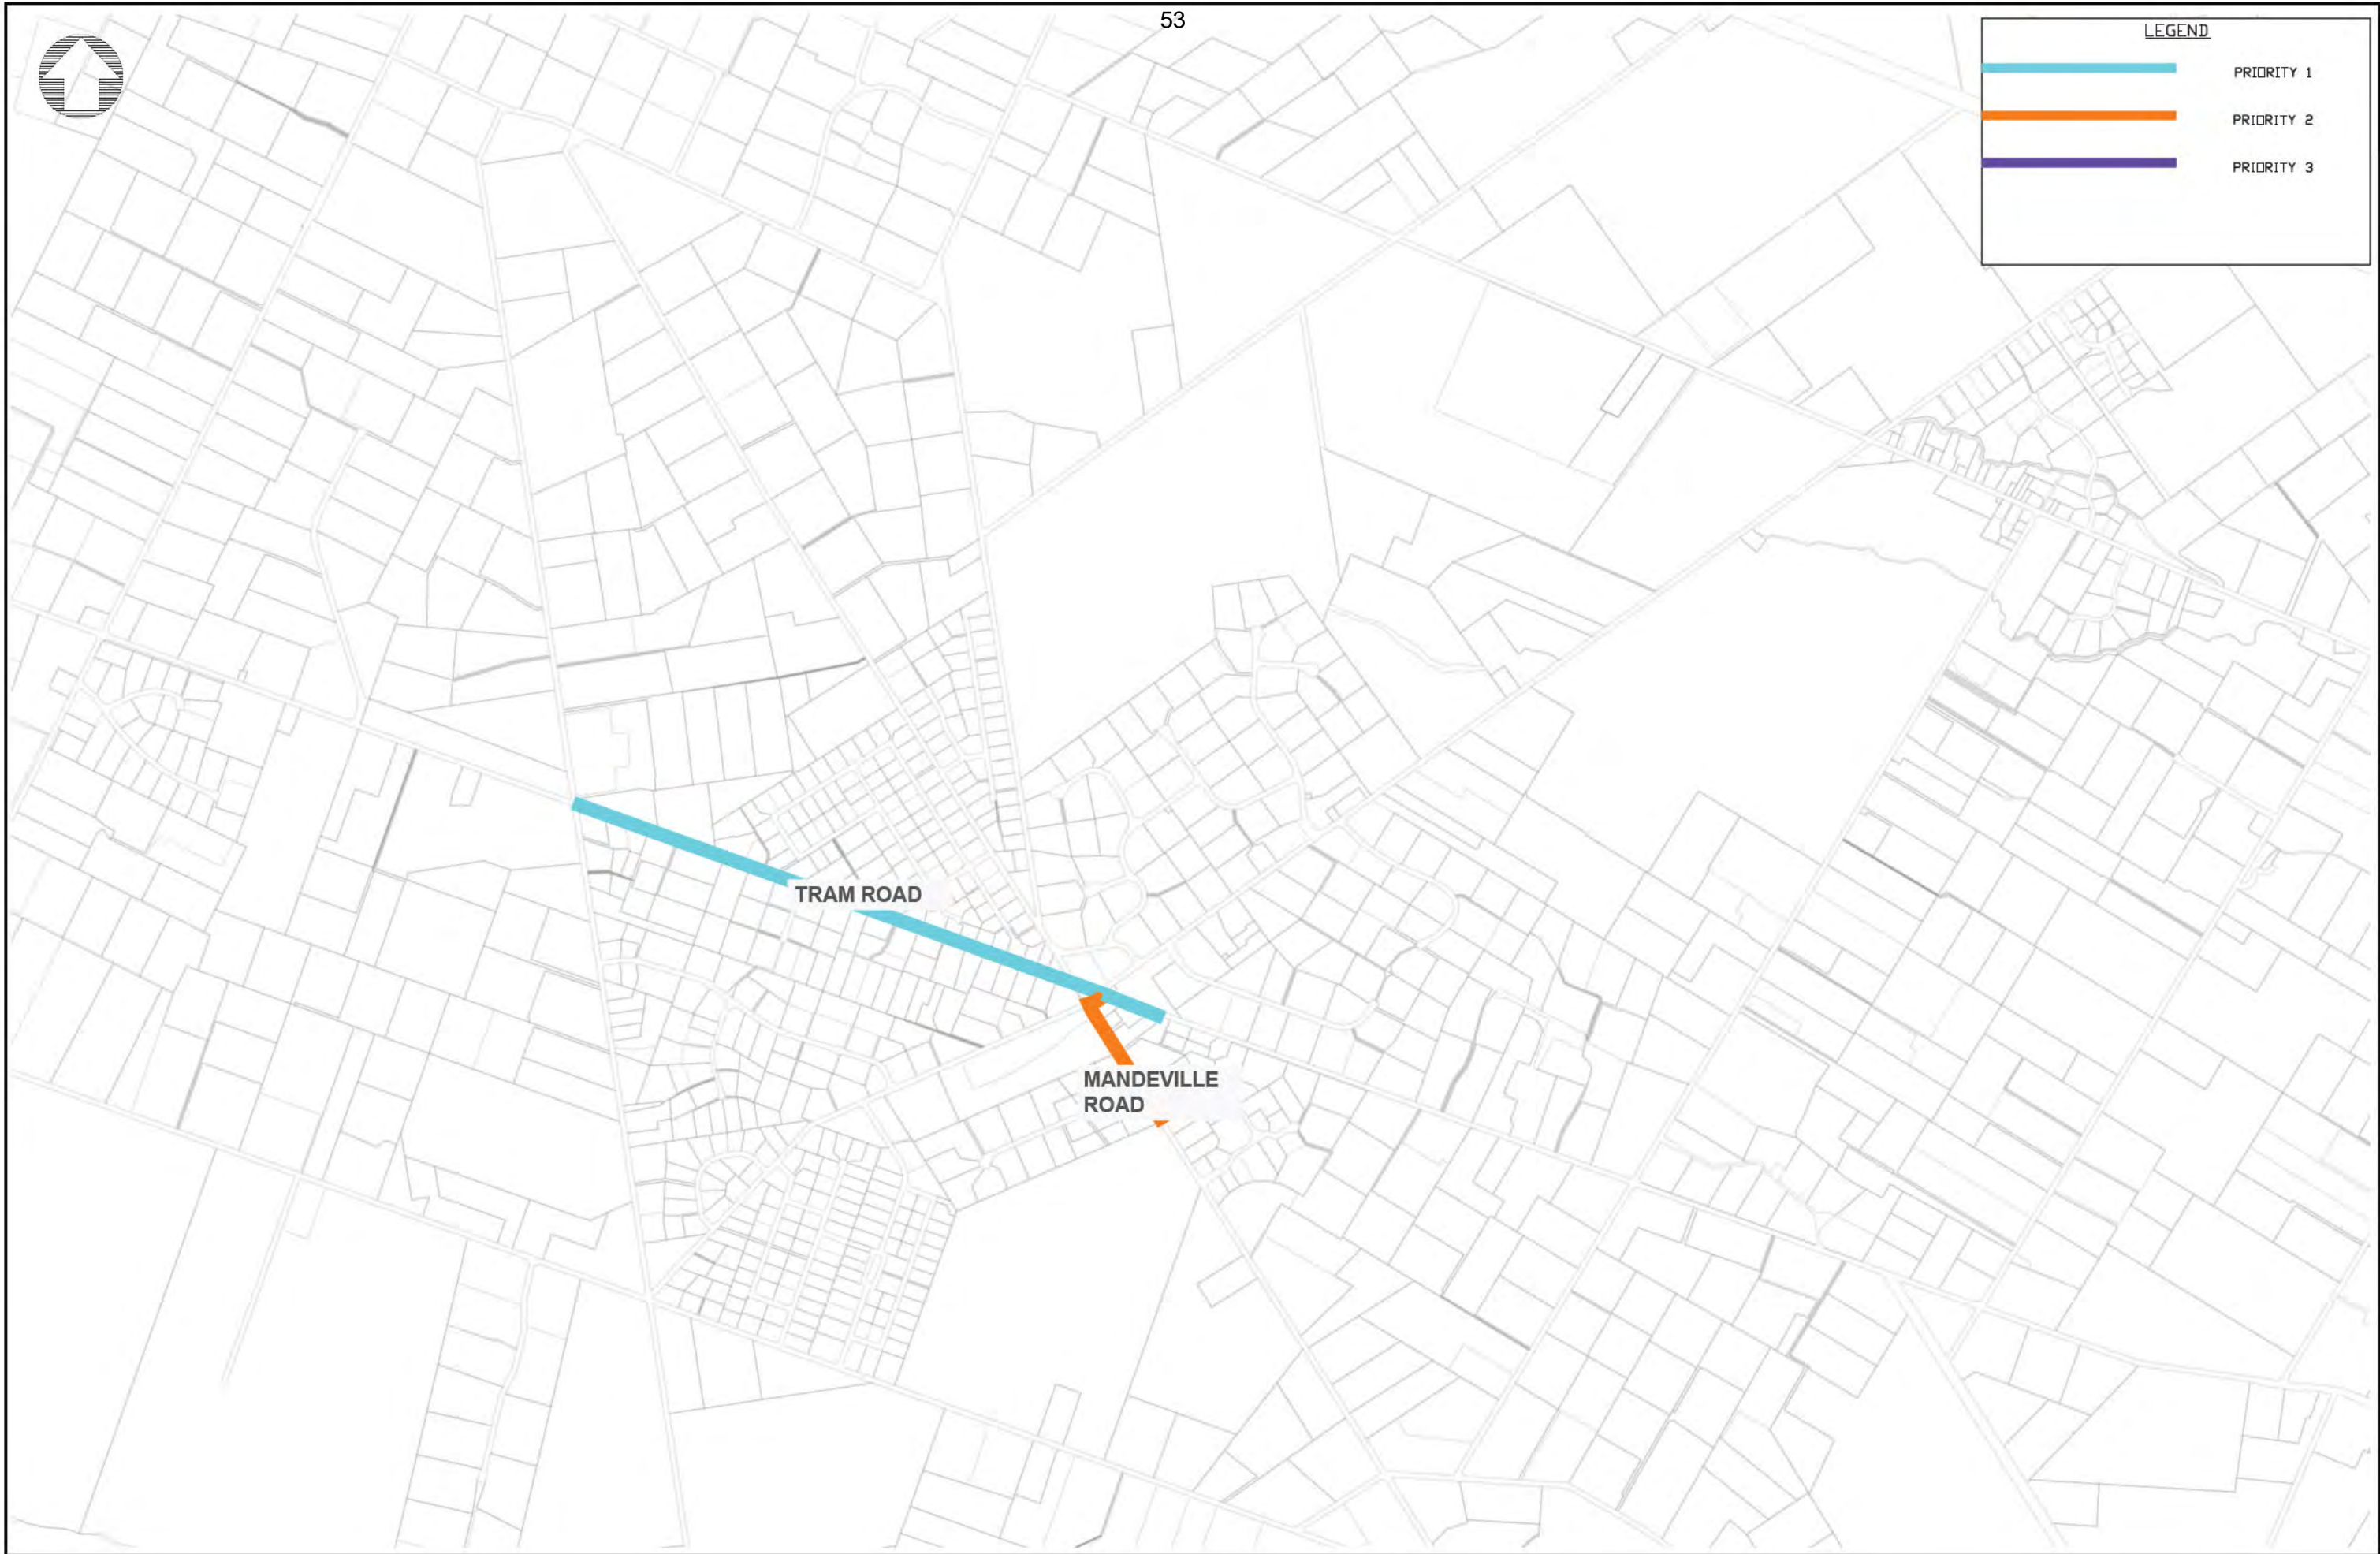 53
LEGEND
PRIORITY 1
PRIORITY 2
PRIORITY 3
TRAM ROAD
MANDEVILLE
ROAD